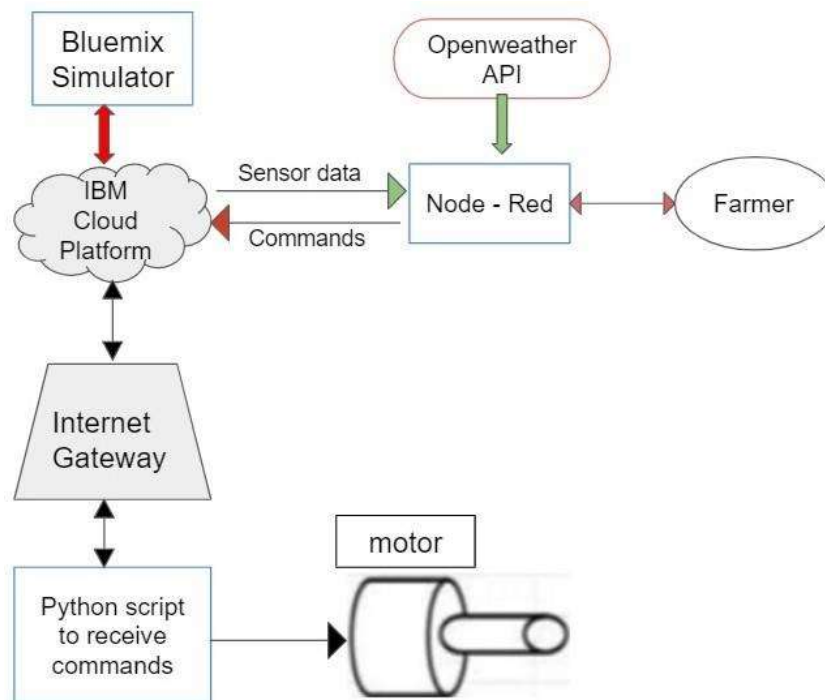 Bluemix
Simulator
Openweather
API
IBM
Cloud
Platform
Sensor data
Commands
Node - Red
Farmer
Internet
Gateway
motor
Python script
to receive
commands